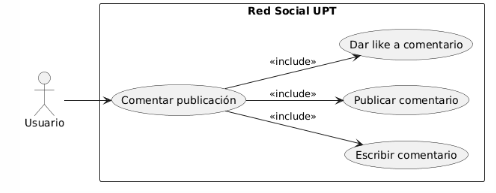 Red Social UPT
Dar like a comentario
«include»
Usuario
Comentar publicación
«include»
Publicar comentario
«include»
Escribir comentario